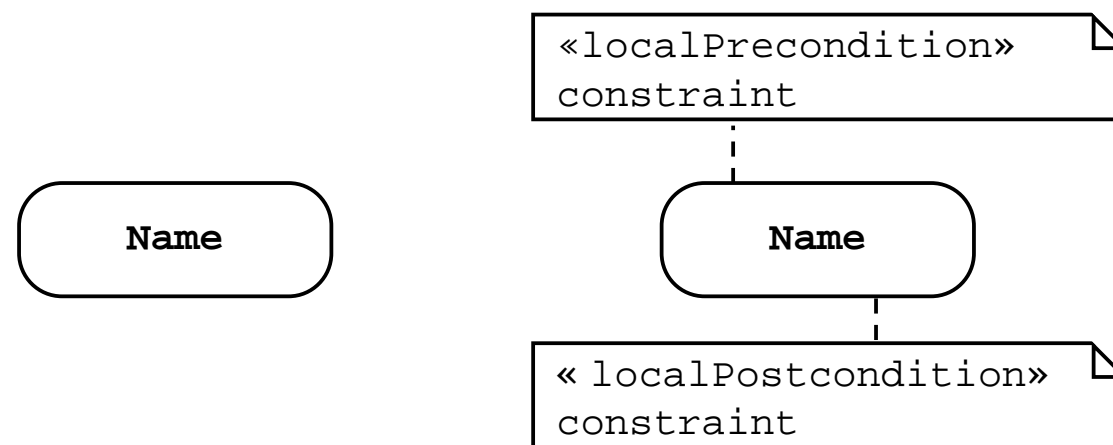 «localPrecondition»
constraint
Name
Name
« localPostcondition»
constraint